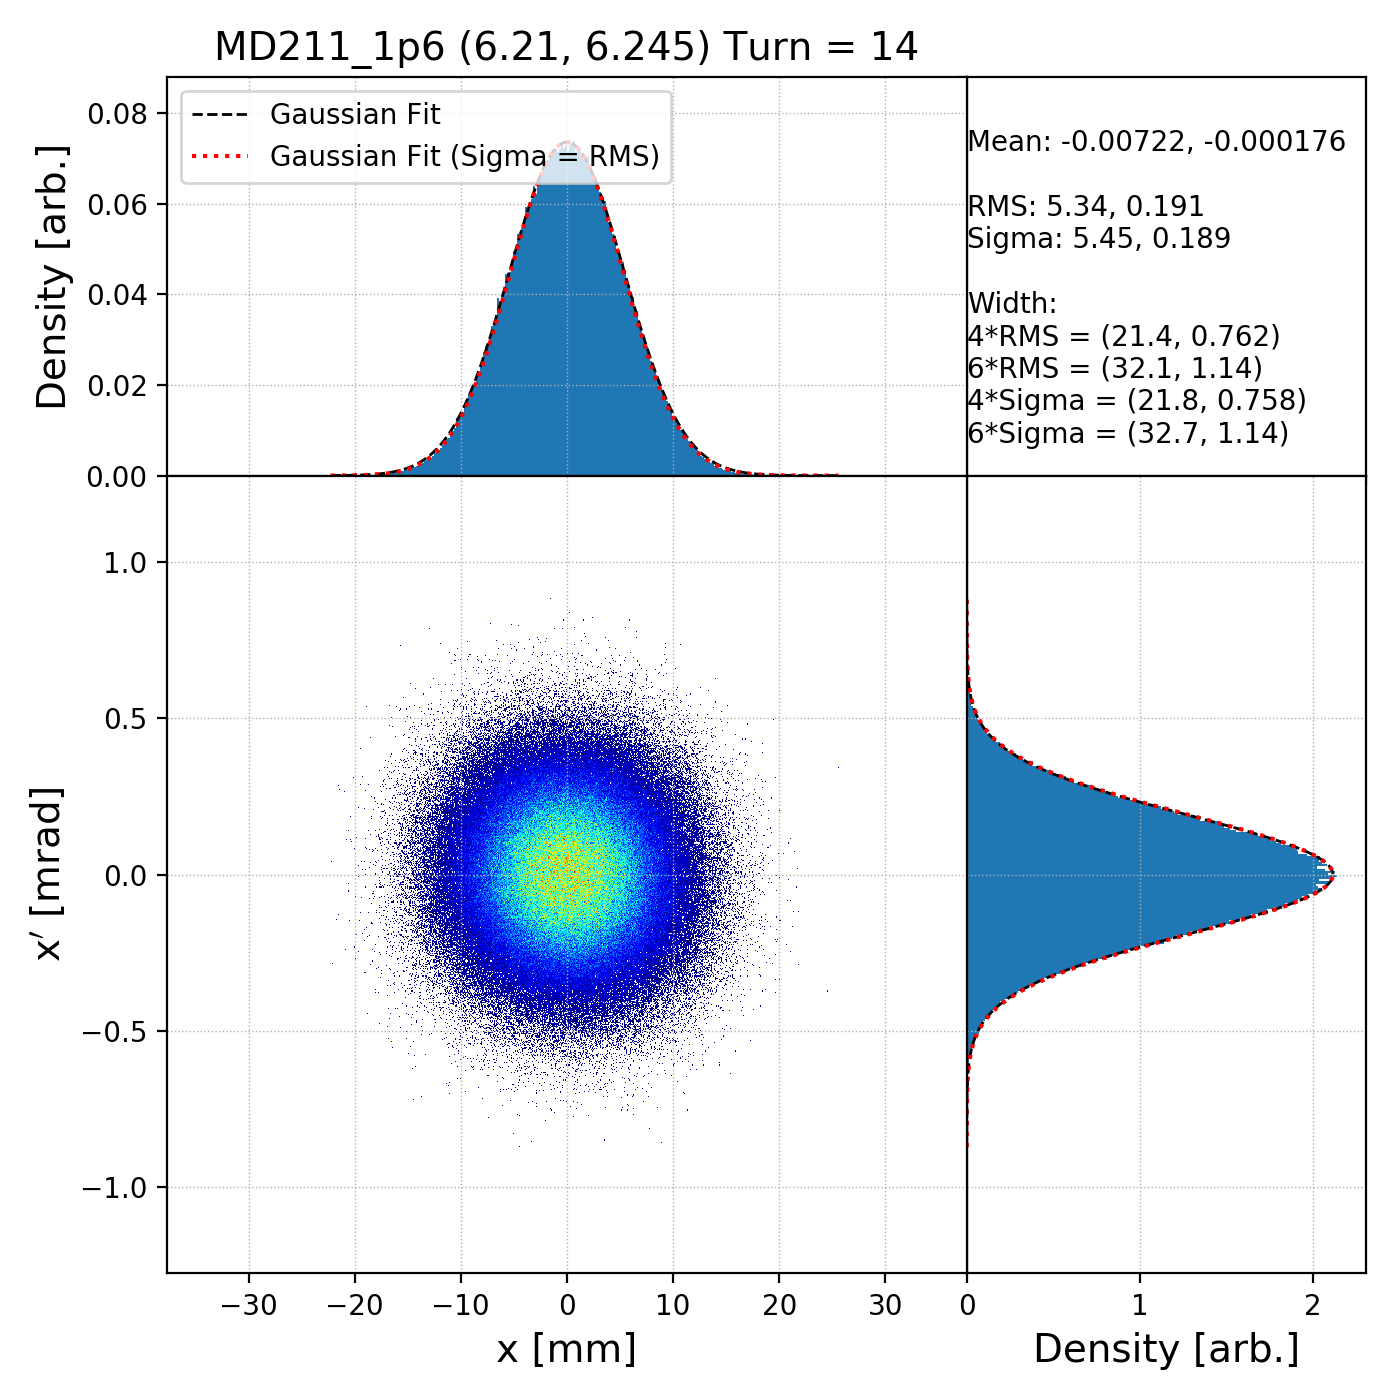 MD211_1p6 (6.21, 6.245) Turn = 14
Density [arb.]
0.08
0.06
0.04
0.02
0.00
Gaussian Fit
Gaussian Fit (Sigma = RMS)
Mean: -0.00722, -0.000176
RMS: 5.34, 0.191
Sigma: 5.45, 0.189
Width:
4*RMS = (21.4, 0.762)
6*RMS = (32.1, 1.14)
4*Sigma = (21.8, 0.758)
6*Sigma = (32.7, 1.14)
x′ [mrad]
1.0
0.5
0.0
−0.5
−1.0
−30 −20 −10 0 10 20 30
x [mm]
0 1 2
Density [arb.]